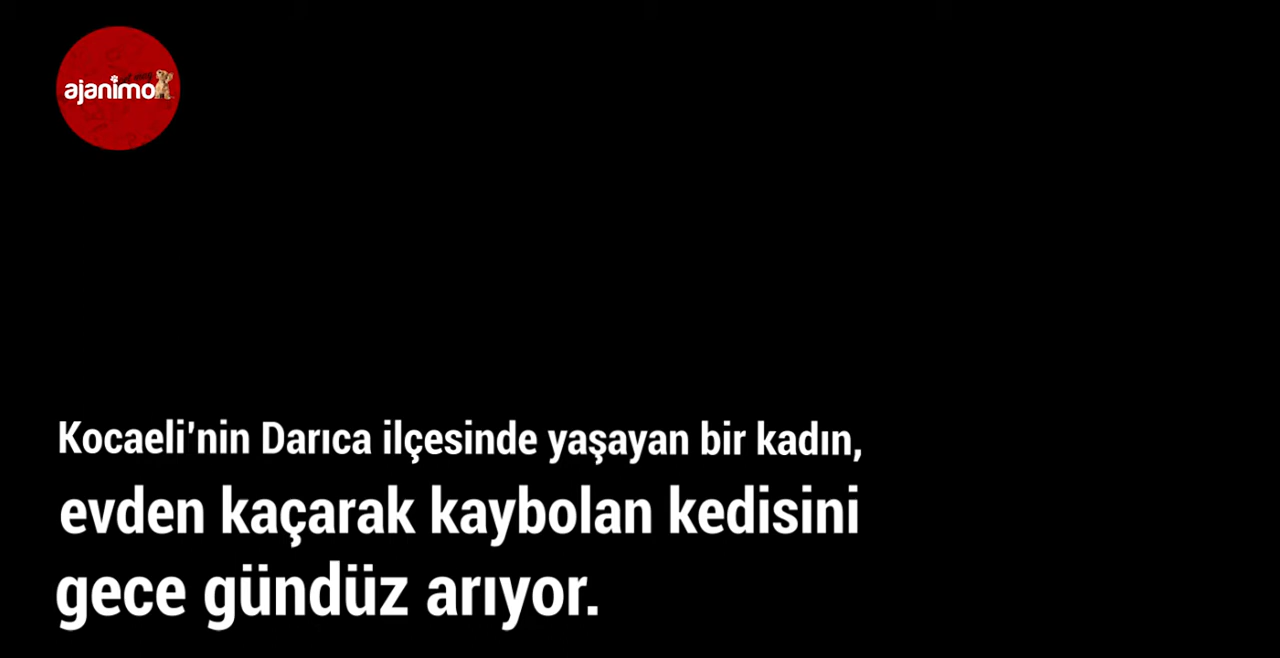 ajanimo
Kocaeli'nin Darıca ilçesinde yaşayan bir kadın,
evden kaçarak kaybolan kedisini
gece gündüz arıyor.